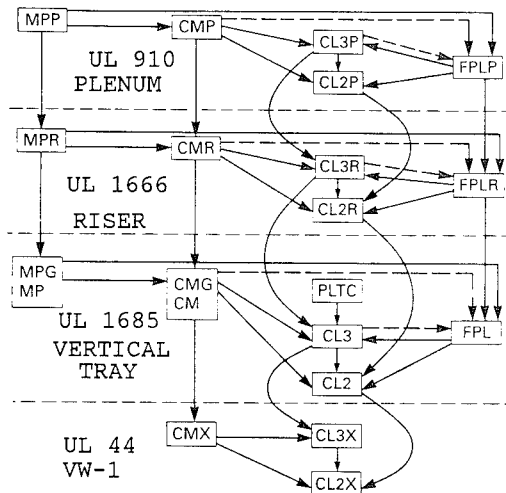 MPP
CMP
CL3P
FPLP
UL 910
PLENUM
CL2P
MPR
CMR
CL3R
FPLR
UL 1666
CL2R
RISER
MPG
MP
CMG
CM
PLTC
UL 1685
CL3
FPL
VERTICAL
TRAY
CL2
CMX
CL3X
UL 44
VW-1
CL2X